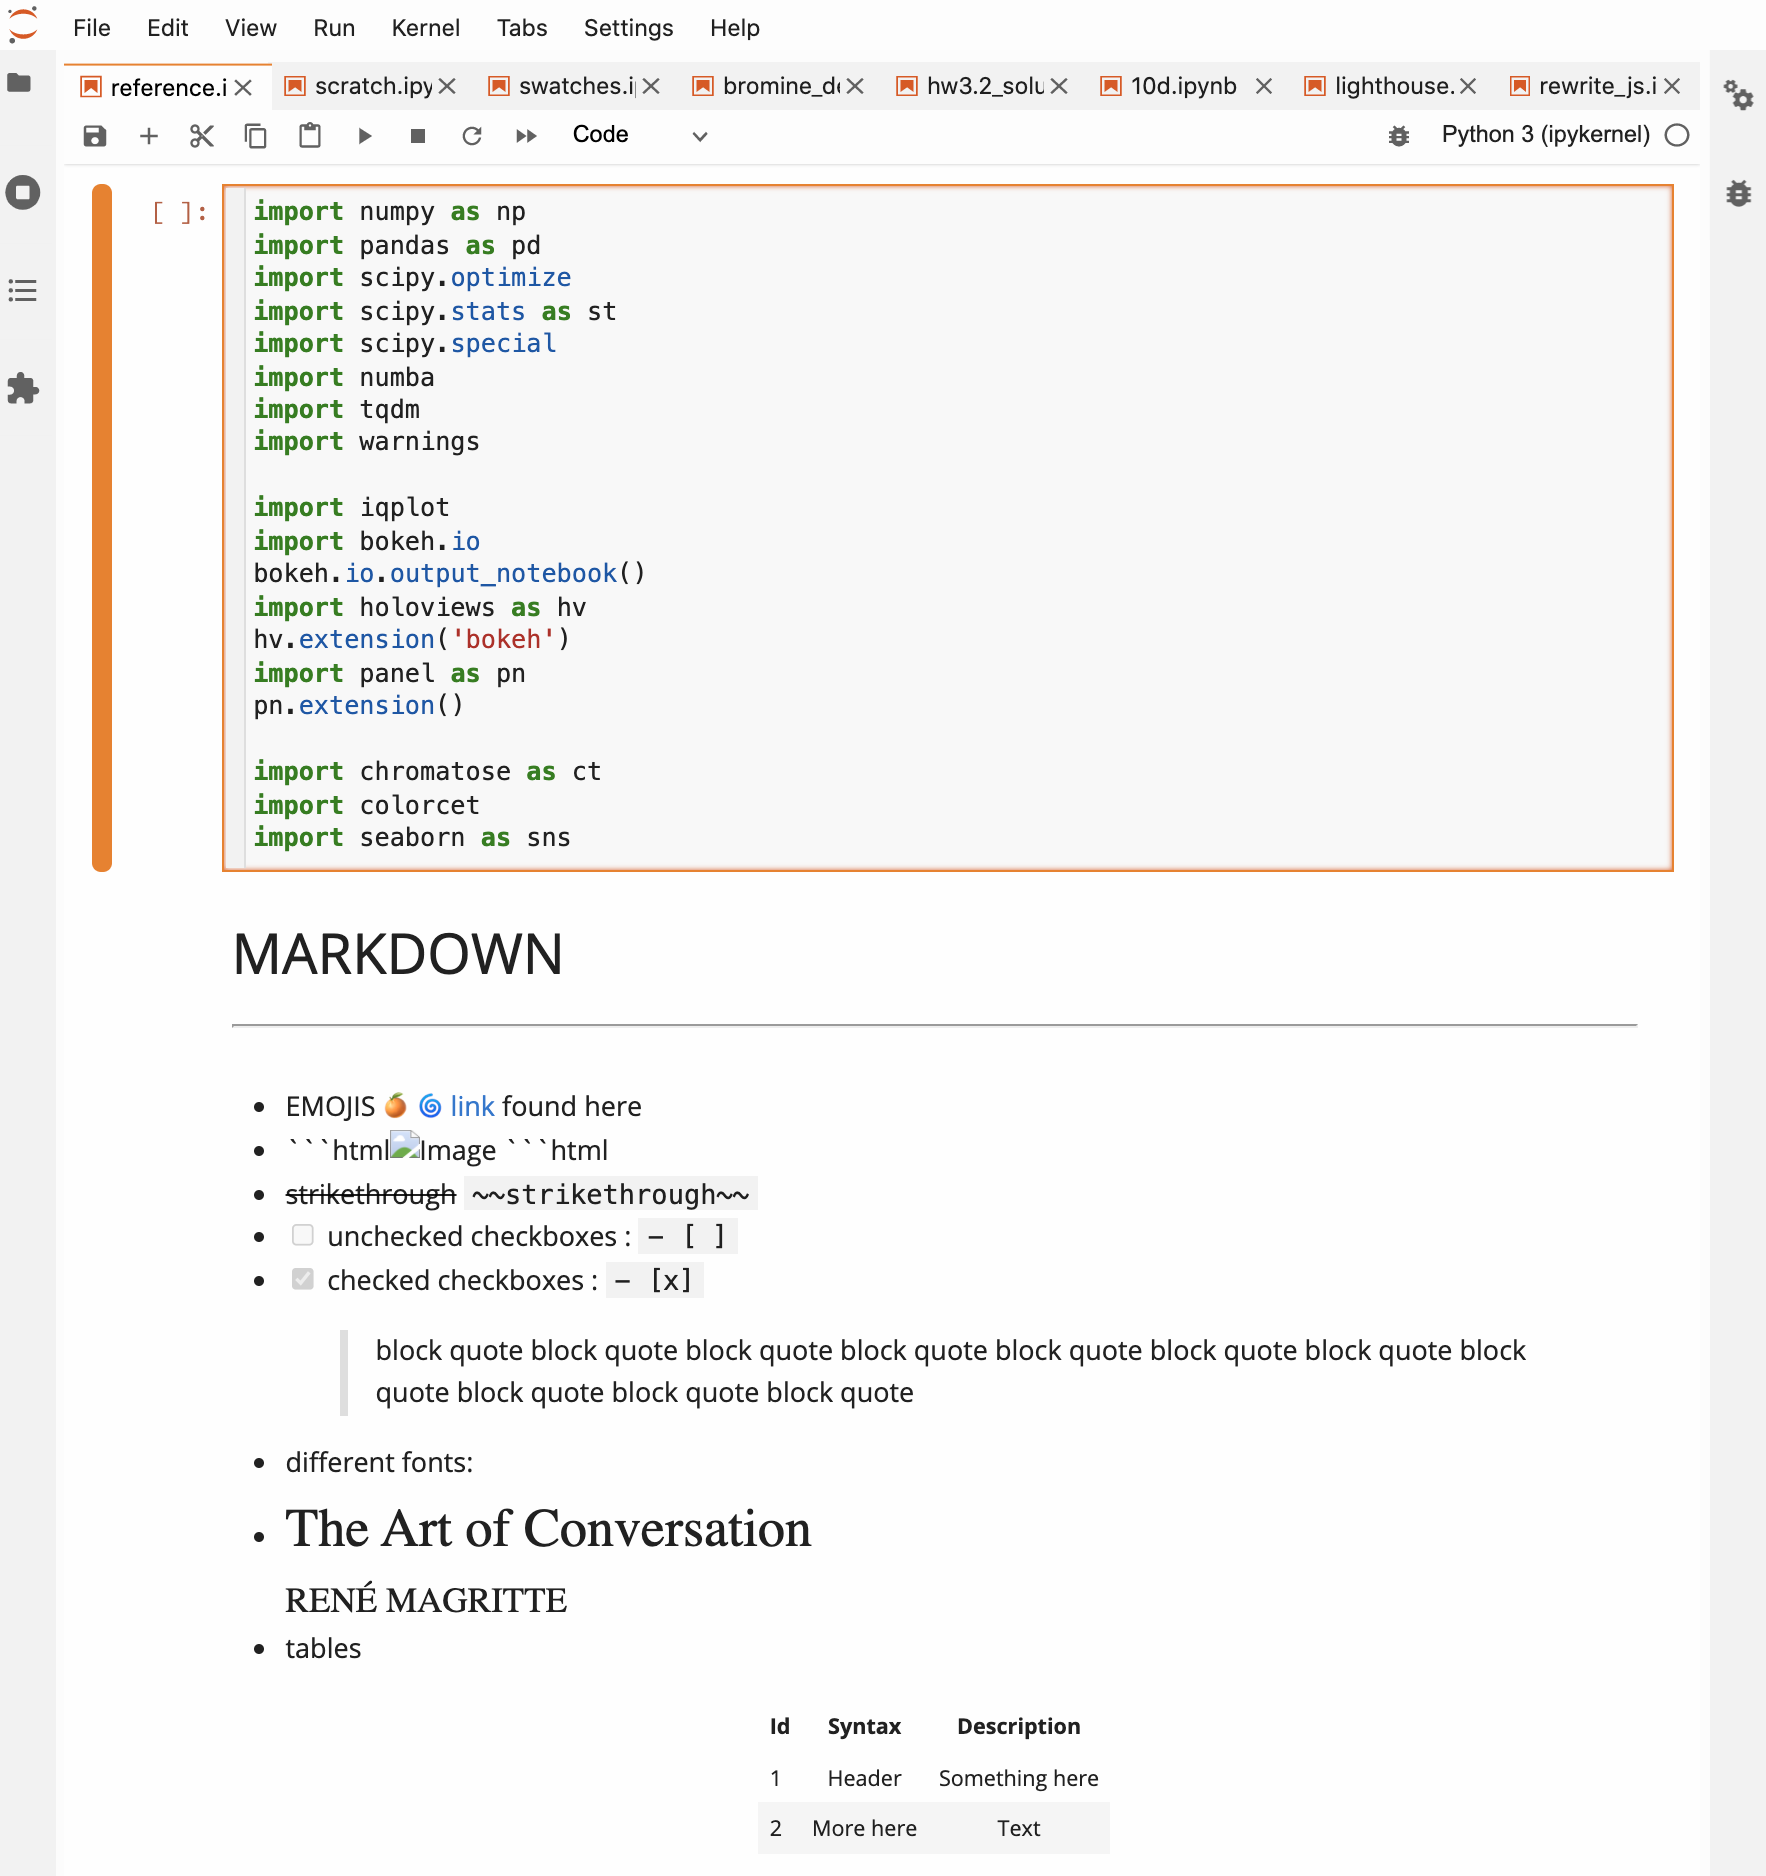 File Edit View Run Kernel Tabs Settings Help
reference.i scratch.ipy swatches.i bromine_de hw3.2_solu 10d.ipynb lighthouse. rewrite_js.i
Code Python 3 (ipykernel)
[ ]:
import numpy as np
import pandas as pd
import scipy.optimize
import scipy.stats as st
import scipy.special
import numba
import tqdm
import warnings
import iqplot
import bokeh.io
bokeh.io.output_notebook()
import holoviews as hv
hv.extension('bokeh')
import panel as pn
pn.extension()
import chromatose as ct
import colorcet
import seaborn as sns
MARKDOWN
EMOJIS 🍊 🌀 link found here
```html Image ```html
strikethrough ~~strikethrough~~
unchecked checkboxes : - [ ]
checked checkboxes : - [x]
block quote block quote block quote block quote block quote block quote block quote block
quote block quote block quote block quote
different fonts:
The Art of Conversation
RENÉ MAGRITTE
tables
Id Syntax Description
1 Header Something here
2 More here Text